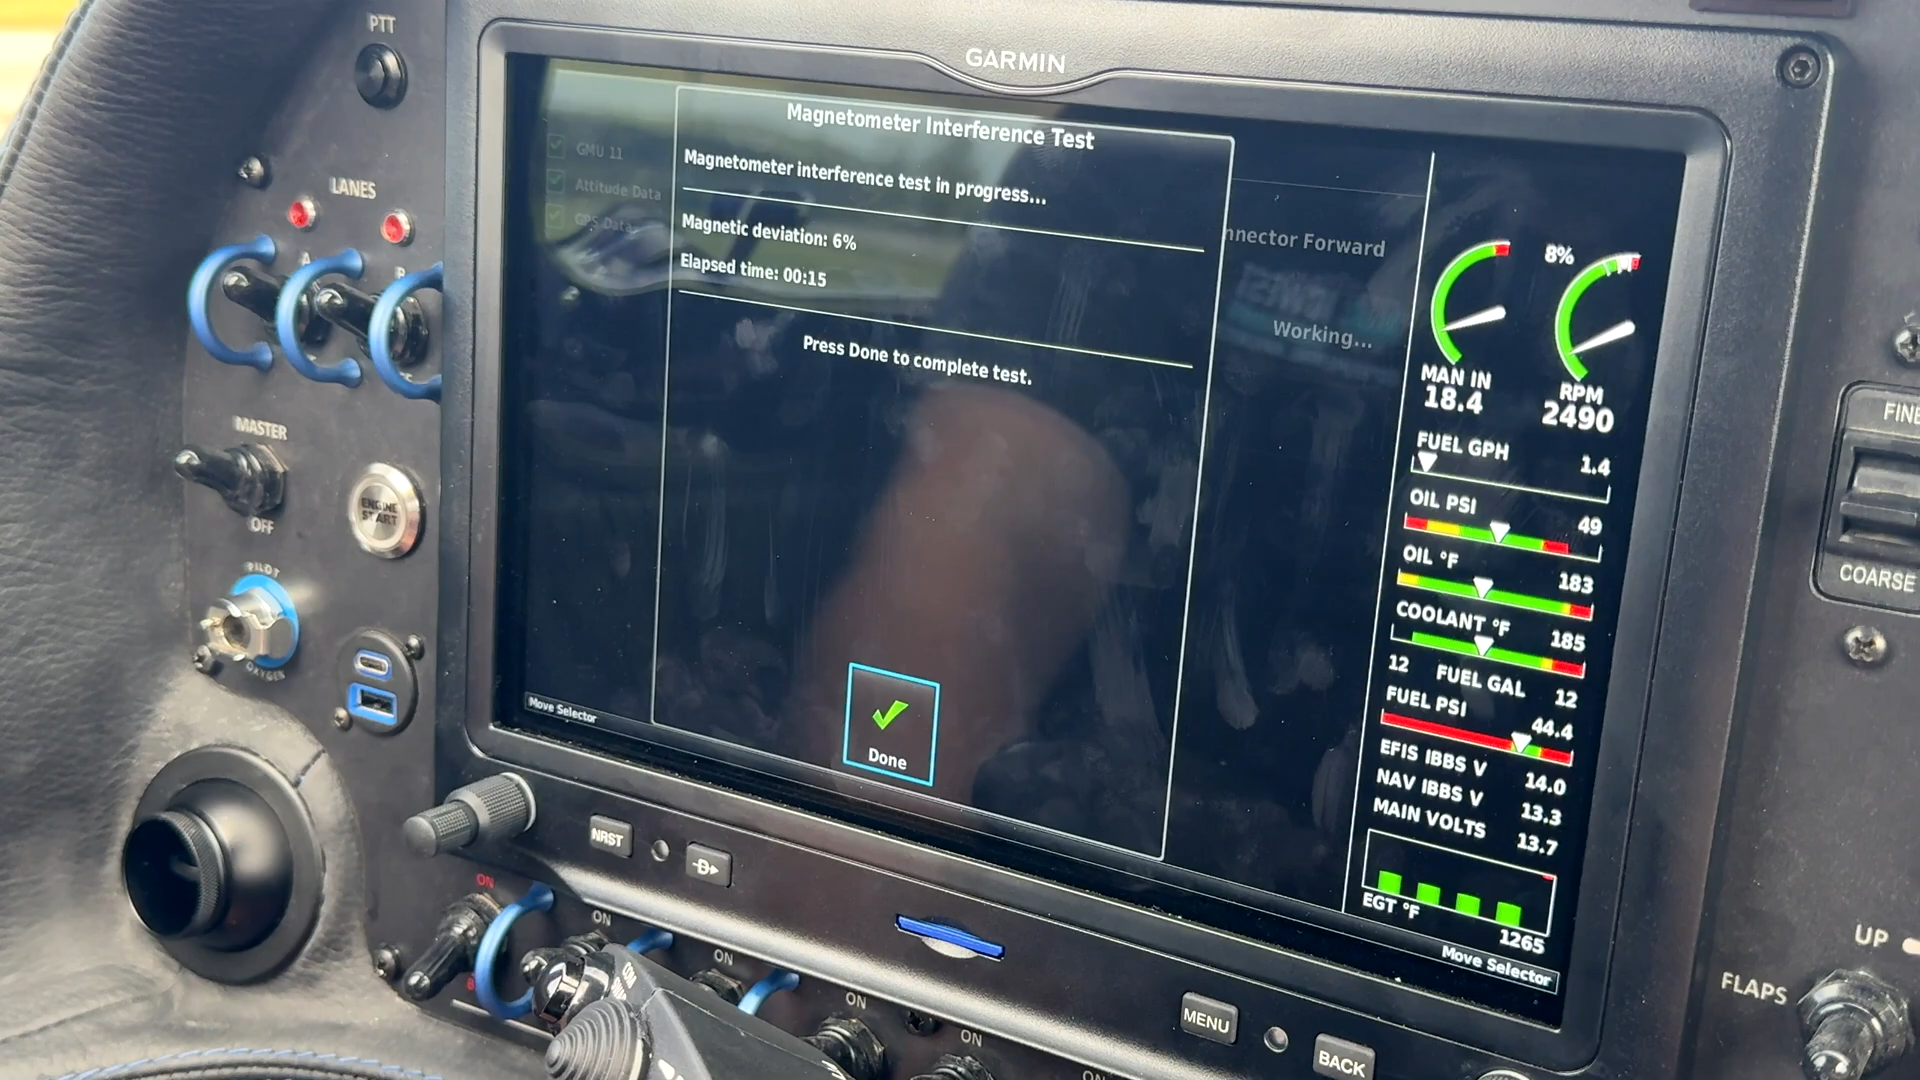 PTT
GARMIN
LANES
A
B
MASTER
OFF
ENGINE
START
PILOT
OXYGEN
GMU 11
Attitude Data
GPS Data
Magnetometer Interference Test
Magnetometer interference test in progress...
Magnetic deviation: 6%
Elapsed time: 00:15
Press Done to complete test.
Done
Move Selector
nnector Forward
Working...
8%
MAN IN
18.4
RPM
2490
FUEL GPH
1.4
OIL PSI
49
OIL °F
183
COOLANT °F
185
12 FUEL GAL 12
FUEL PSI
44.4
EFIS IBBS V
14.0
NAV IBBS V
13.3
MAIN VOLTS
13.7
EGT °F
1265
Move Selector
FINE
COARSE
UP
FLAPS
NRST
D
MENU
BACK
ON
ON
ON
ON
ON
ON